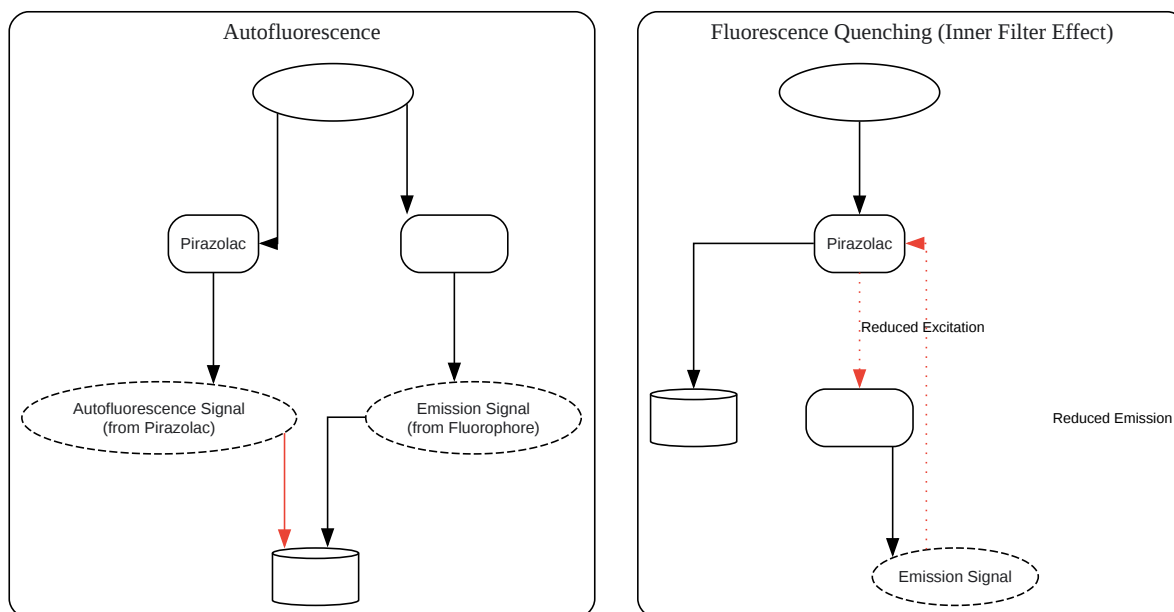 Autofluorescence
Pirazolac
Autofluorescence Signal
(from Pirazolac)
Emission Signal
(from Fluorophore)
Fluorescence Quenching (Inner Filter Effect)
Pirazolac
Reduced Excitation
Reduced Emission
Emission Signal